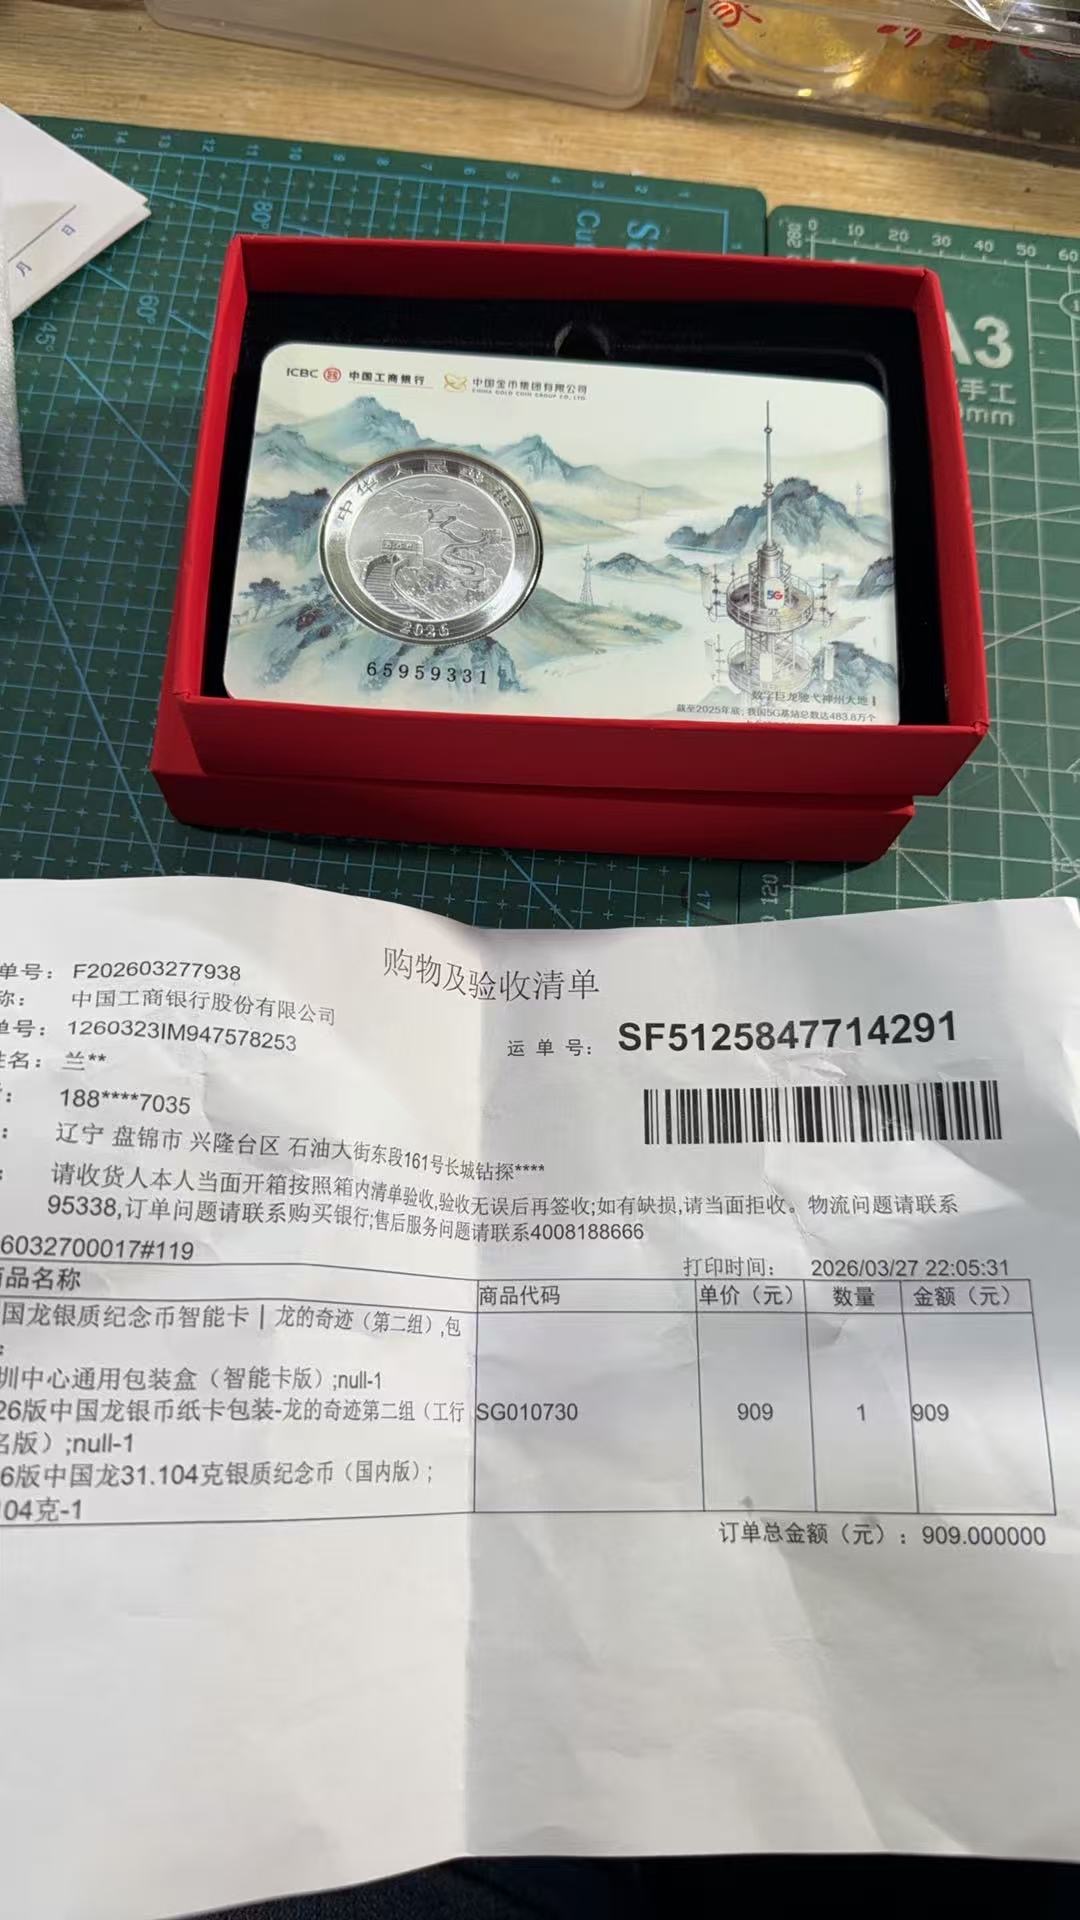 ICBC 中国工商银行 中国金币集团有限公司
CHINA GOLD COIN GROUP CO., LTD.
中华人民共和国
2026
65959331
5G
数字巨龙驰弋神州大地
截至2025年底,我国5G基站总数达483.8万个
A3
手工
mm
月 日
购物及验收清单
单号: F202603277938
称: 中国工商银行股份有限公司
单号: 1260323IM947578253
运 单 号: SF5125847714291
姓名: 兰**
: 188****7035
: 辽宁 盘锦市 兴隆台区 石油大街东段161号长城钻探****
: 请收货人本人当面开箱按照箱内清单验收,验收无误后再签收;如有缺损,请当面拒收。物流问题请联系
95338,订单问题请联系购买银行;售后服务问题请联系4008188666
6032700017#119
打印时间: 2026/03/27 22:05:31
商品名称 商品代码 单价（元） 数量 金额（元）
国龙银质纪念币智能卡｜龙的奇迹（第二组）,包
:
圳中心通用包装盒（智能卡版）;null-1
26版中国龙银币纸卡包装-龙的奇迹第二组（工行 SG010730 909 1 909
名版）;null-1
6版中国龙31.104克银质纪念币（国内版）;
104克-1
订单总金额（元）: 909.000000